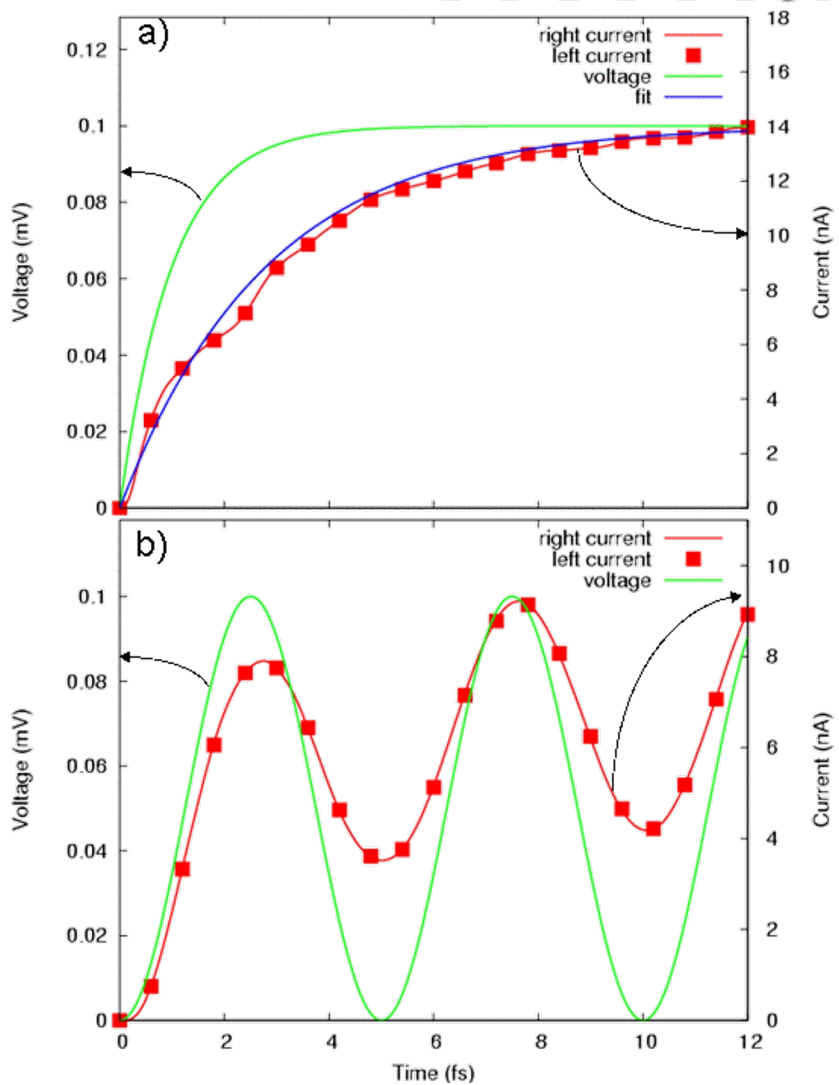 a)
right current
left current
voltage
fit
0.12
0.1
0.08
0.06
0.04
0.02
0
Voltage (mV)
18
16
14
12
10
8
6
4
2
0
Current (nA)
b)
right current
left current
voltage
0.1
0.08
0.06
0.04
0.02
0
Voltage (mV)
10
8
6
4
2
0
Current (nA)
0 2 4 6 8 10 12
Time (fs)